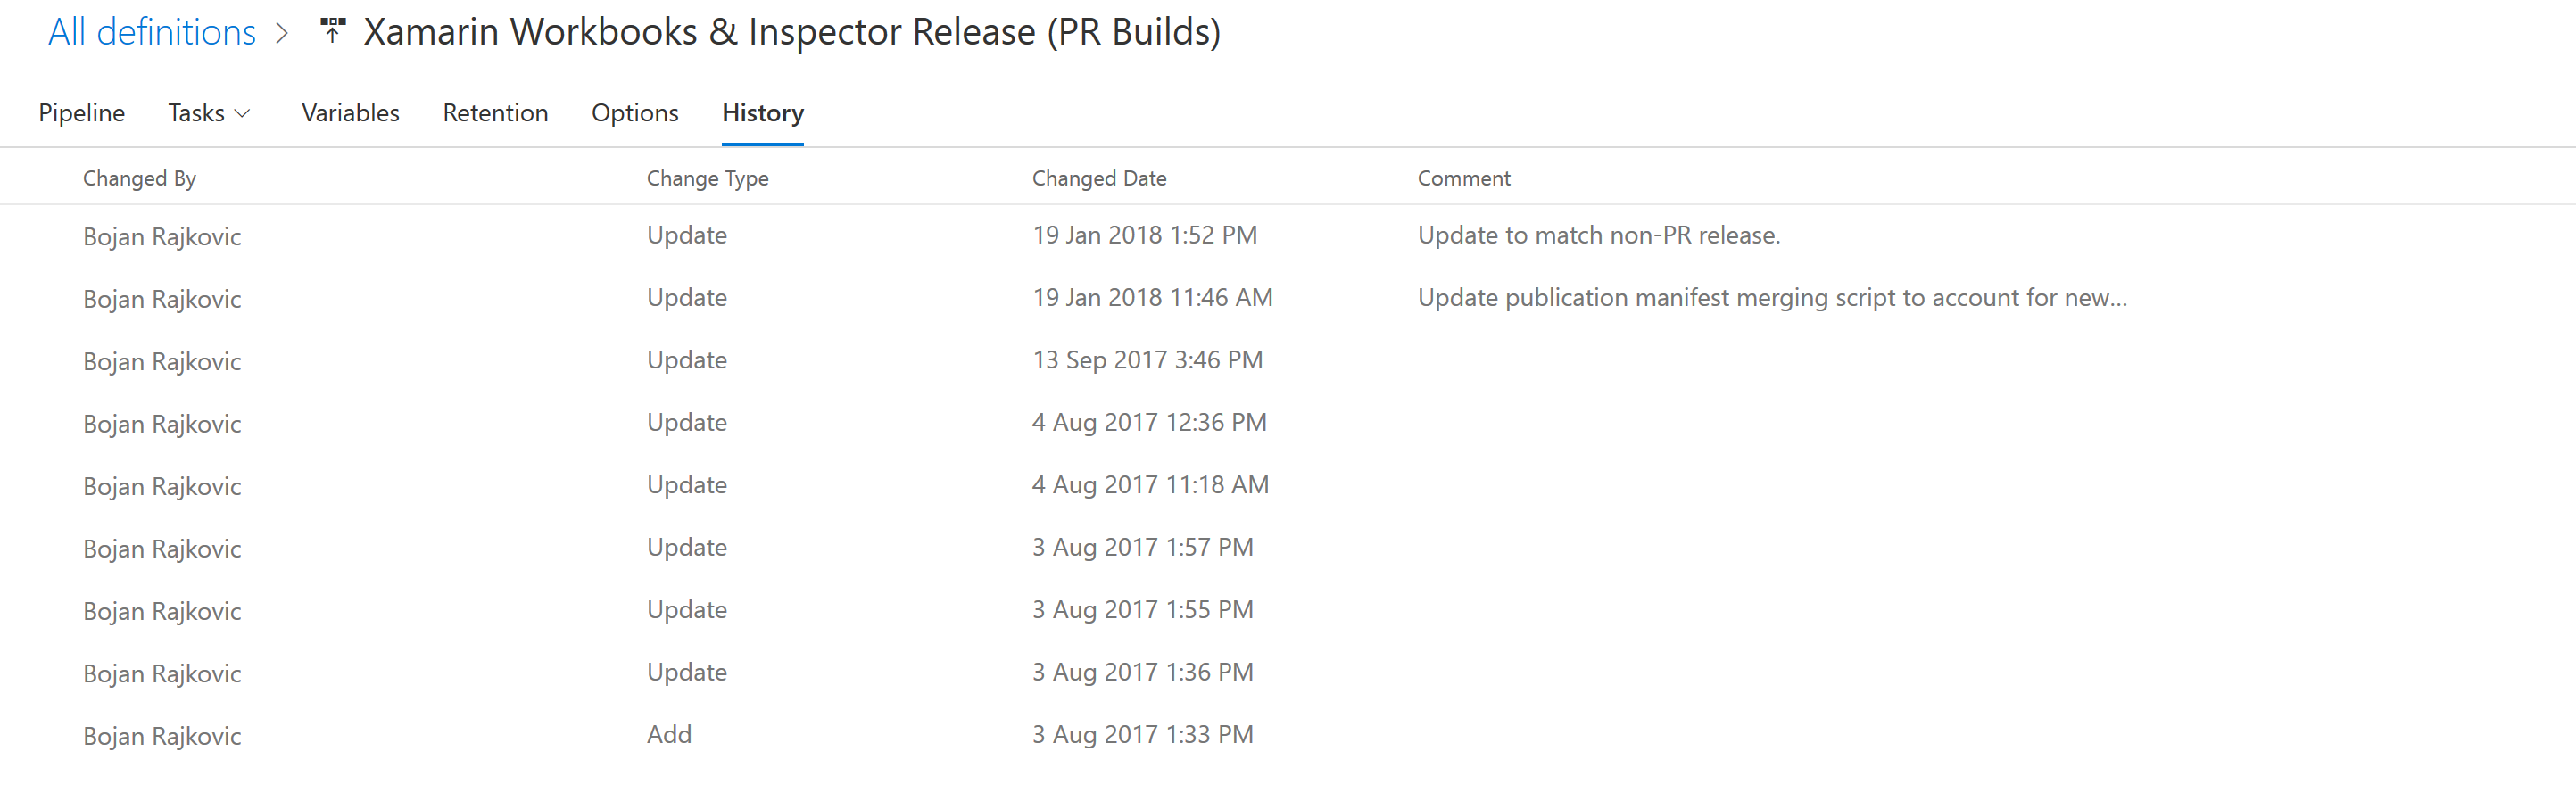 All definitions > Xamarin Workbooks & Inspector Release (PR Builds)
Pipeline Tasks Variables Retention Options History
Changed By Change Type Changed Date Comment
Bojan Rajkovic Update 19 Jan 2018 1:52 PM Update to match non-PR release.
Bojan Rajkovic Update 19 Jan 2018 11:46 AM Update publication manifest merging script to account for new...
Bojan Rajkovic Update 13 Sep 2017 3:46 PM
Bojan Rajkovic Update 4 Aug 2017 12:36 PM
Bojan Rajkovic Update 4 Aug 2017 11:18 AM
Bojan Rajkovic Update 3 Aug 2017 1:57 PM
Bojan Rajkovic Update 3 Aug 2017 1:55 PM
Bojan Rajkovic Update 3 Aug 2017 1:36 PM
Bojan Rajkovic Add 3 Aug 2017 1:33 PM